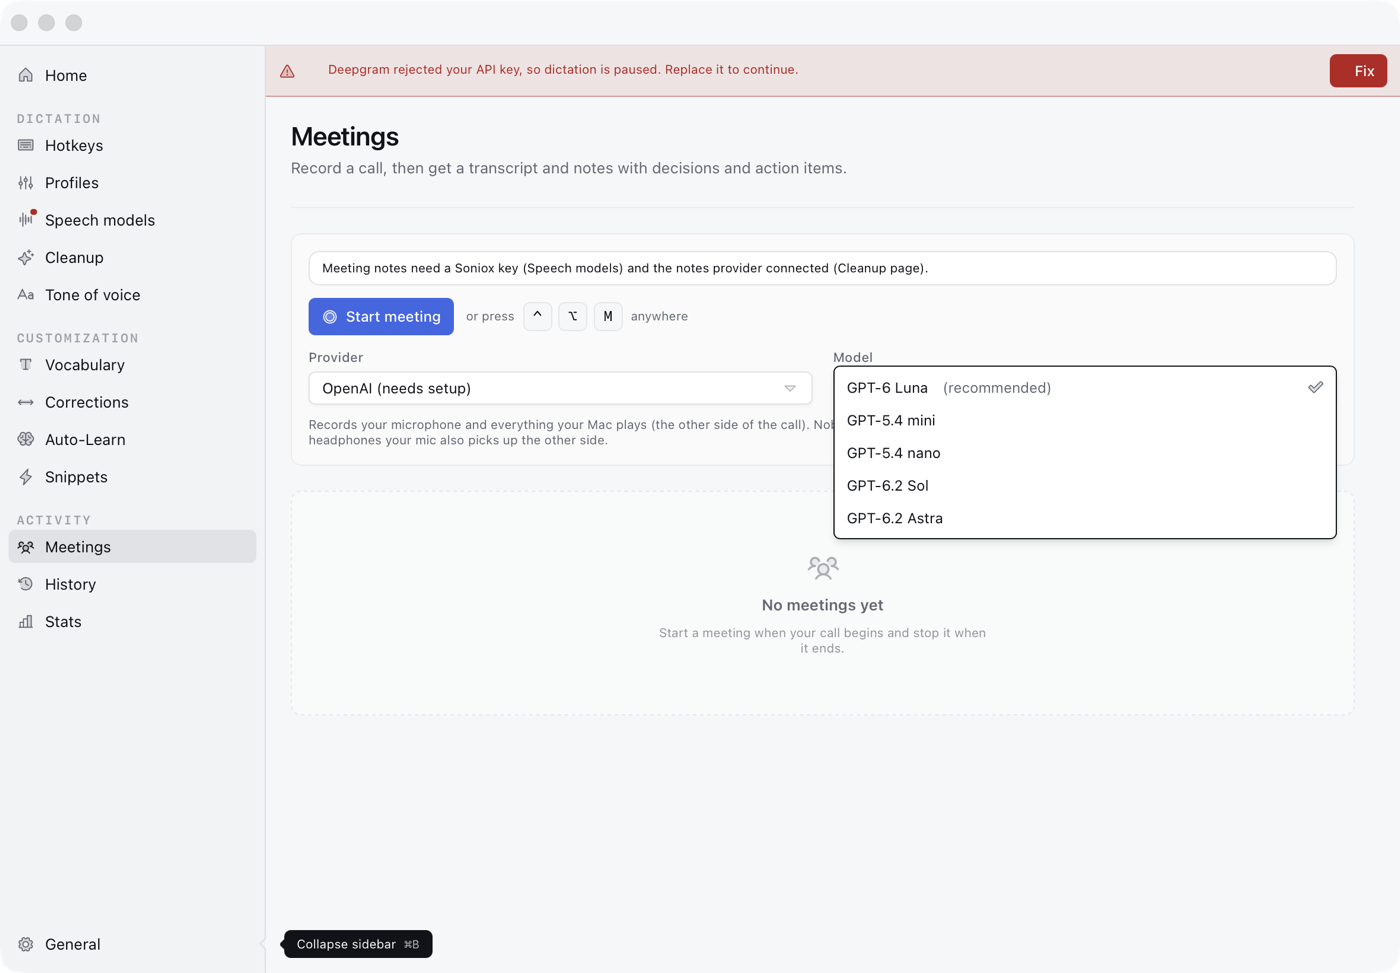 Home
DICTATION
Hotkeys
Profiles
Speech models
Cleanup
Aa Tone of voice
CUSTOMIZATION
Vocabulary
Corrections
Auto-Learn
Snippets
ACTIVITY
Meetings
History
Stats
General
Deepgram rejected your API key, so dictation is paused. Replace it to continue.
Fix
Meetings
Record a call, then get a transcript and notes with decisions and action items.
Meeting notes need a Soniox key (Speech models) and the notes provider connected (Cleanup page).
Start meeting or press ^ ⌥ M anywhere
Provider
OpenAI (needs setup)
Model
GPT-6 Luna (recommended)
GPT-5.4 mini
GPT-5.4 nano
GPT-6.2 Sol
GPT-6.2 Astra
Records your microphone and everything your Mac plays (the other side of the call).
headphones your mic also picks up the other side.
No meetings yet
Start a meeting when your call begins and stop it when
it ends.
Collapse sidebar ⌘B